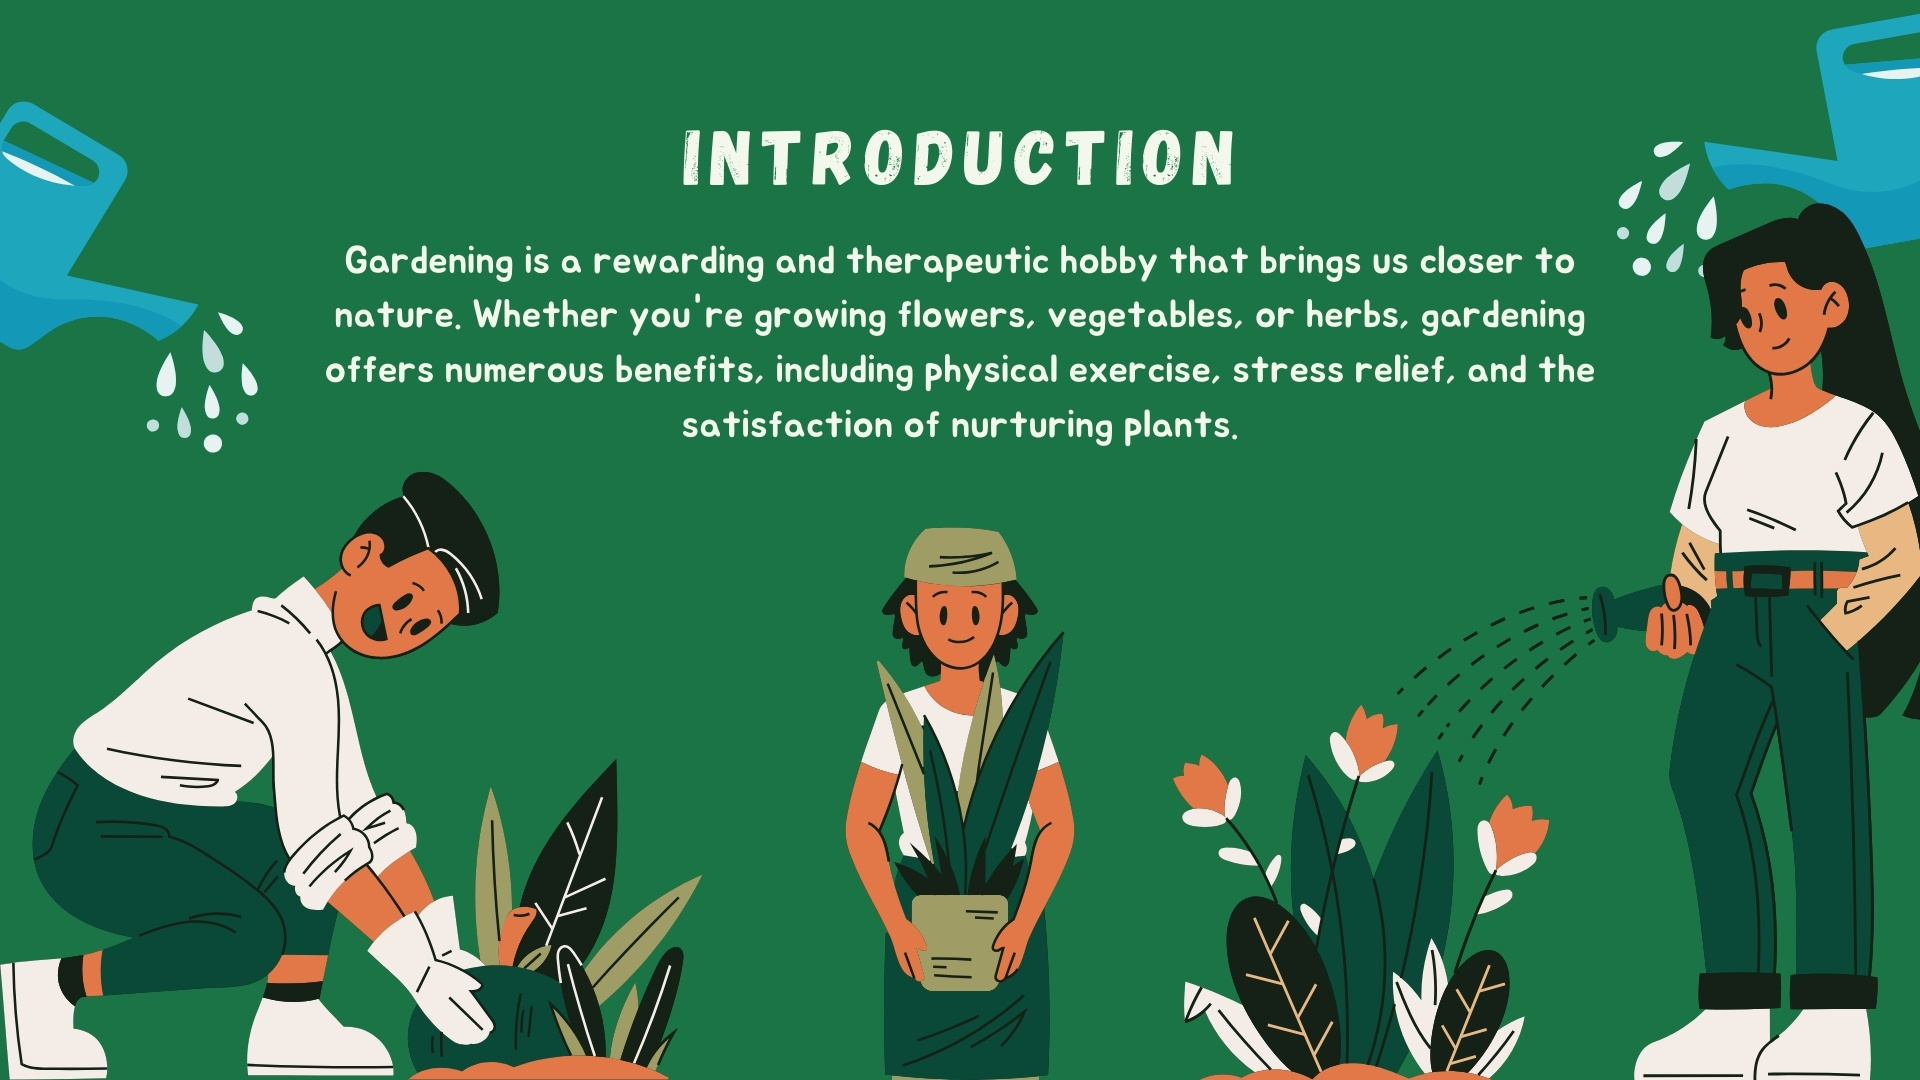 INTRODUCTION
Gardening is a rewarding and therapeutic hobby that brings us closer to
nature. Whether you're growing flowers, vegetables, or herbs, gardening
offers numerous benefits, including physical exercise, stress relief, and the
satisfaction of nurturing plants.